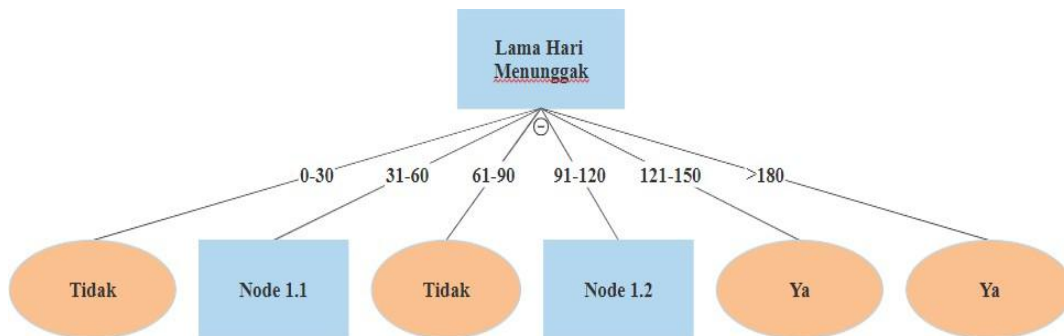 Lama Hari
Menunggak
0-30
31-60
61-90
91-120
121-150
>180
Tidak
Node 1.1
Tidak
Node 1.2
Ya
Ya